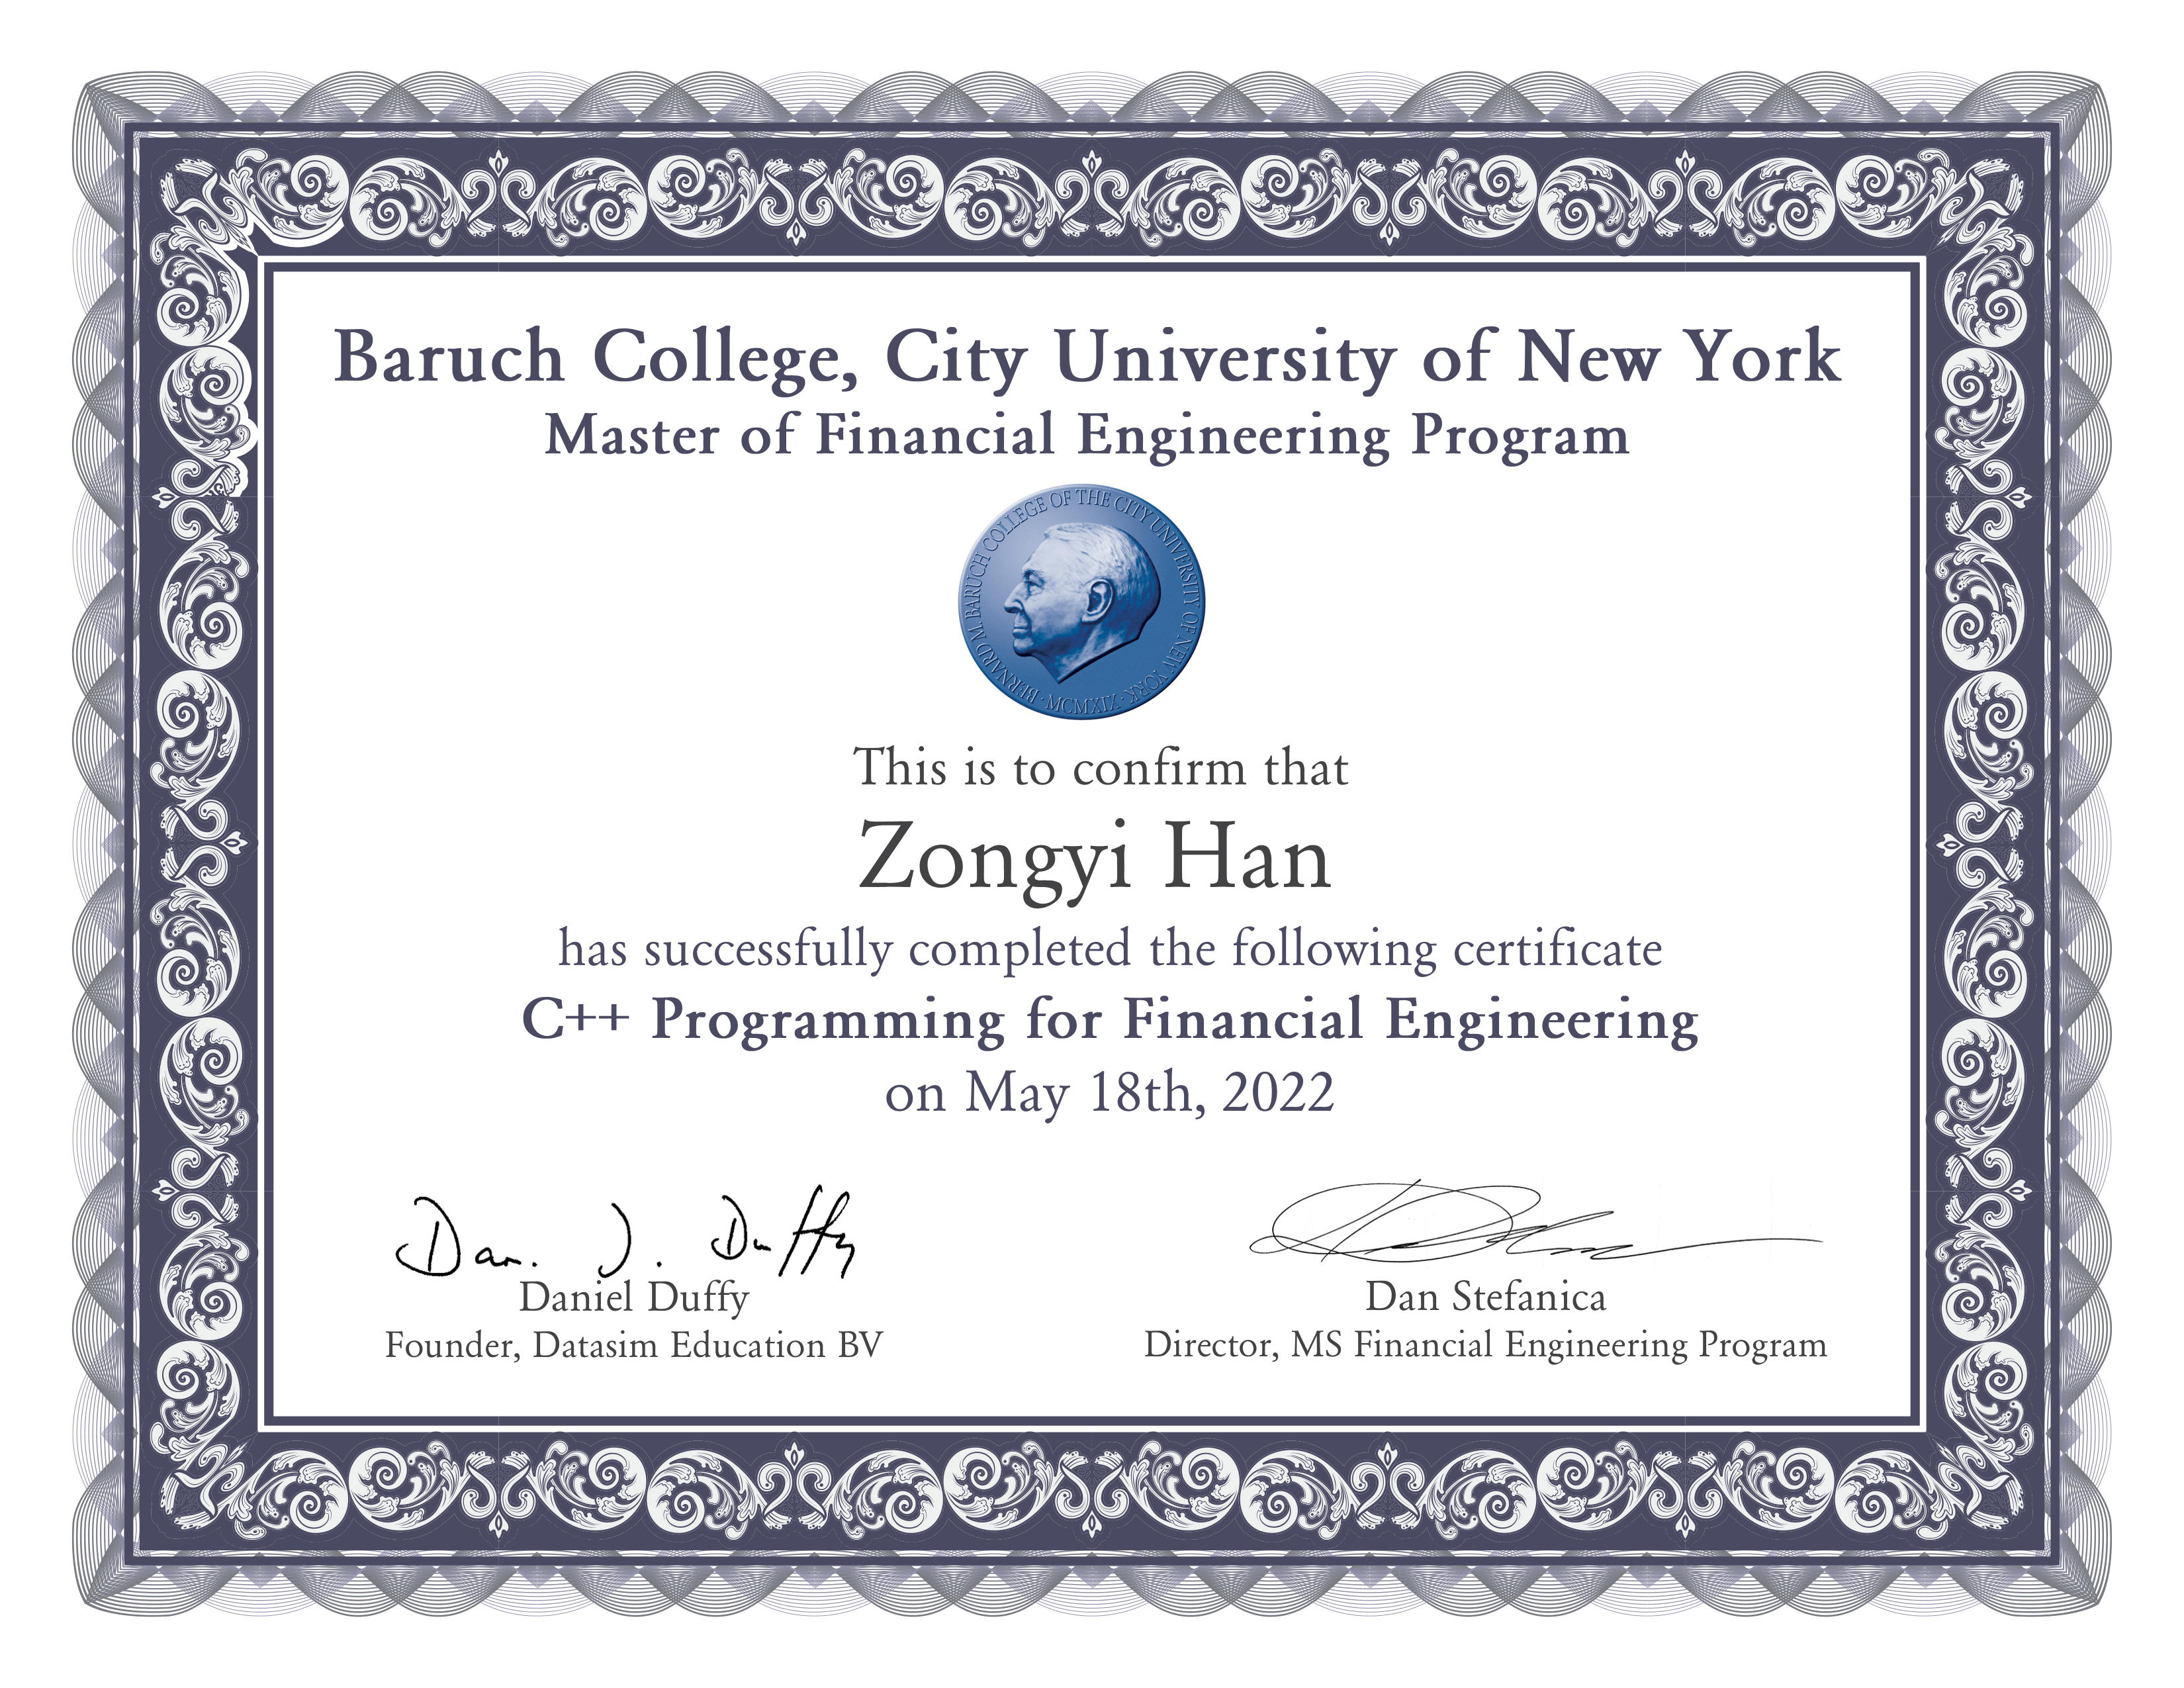 Baruch College, City University of New York
Master of Financial Engineering Program
BERNARD M. BARUCH COLLEGE OF THE CITY UNIVERSITY OF NEW YORK · MCMXIX ·
This is to confirm that
Zongyi Han
has successfully completed the following certificate
C++ Programming for Financial Engineering
on May 18th, 2022
Dan. J. Duffy
Daniel Duffy
Founder, Datasim Education BV
Dan Stefanica
Director, MS Financial Engineering Program